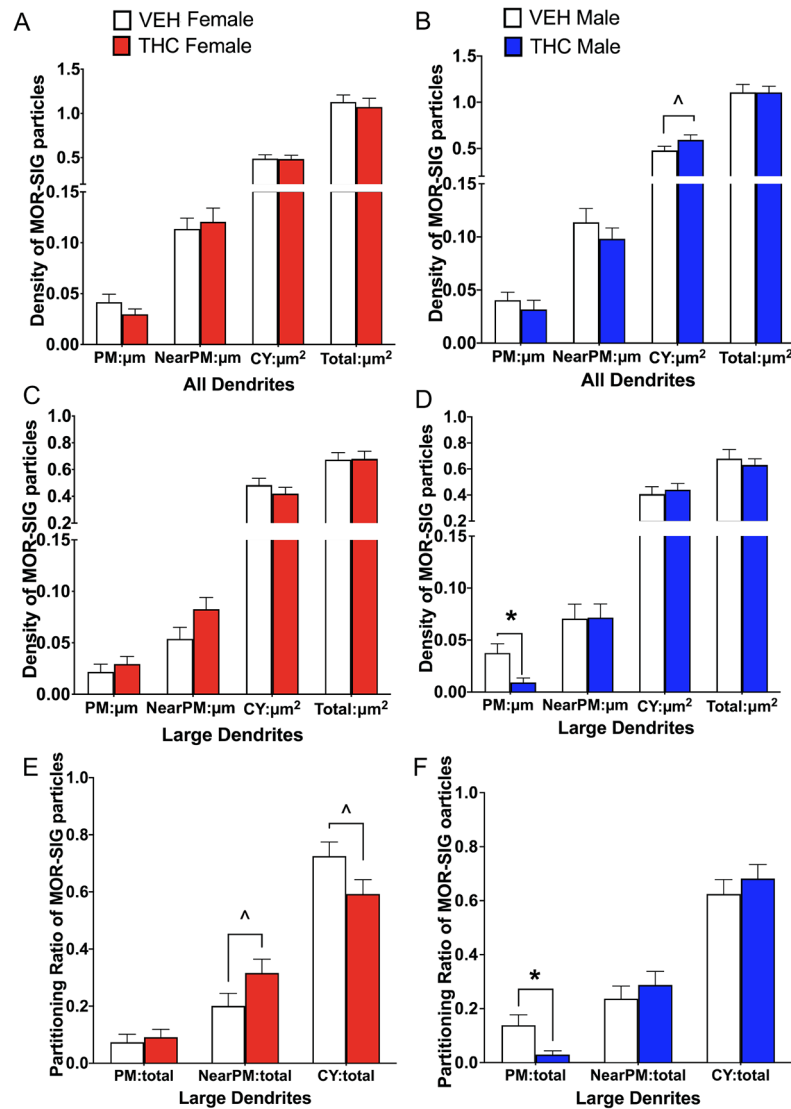 A
VEH Female
THC Female
Density of MOR-SIG particles
1.5
1.0
0.5
0.15
0.10
0.05
0.00
PM:µm NearPM:µm CY:µm² Total:µm²
All Dendrites
B
VEH Male
THC Male
Density of MOR-SIG particles
1.5
1.0
0.5
0.15
0.10
0.05
0.00
^
PM:µm NearPM:µm CY:µm² Total:µm²
All Dendrites
C
Density of MOR-SIG particles
1.0
0.8
0.6
0.4
0.2
0.15
0.10
0.05
0.00
PM:µm NearPM:µm CY:µm² Total:µm²
Large Dendrites
D
Density of MOR-SIG particles
1.0
0.8
0.6
0.4
0.2
0.15
0.10
0.05
0.00
*
PM:µm NearPM:µm CY:µm² Total:µm²
Large Dendrites
E
Partitioning Ratio of MOR-SIG particles
1.0
0.8
0.6
0.4
0.2
0.0
^
^
PM:total NearPM:total CY:total
Large Dendrites
F
Partitioning Ratio of MOR-SIG oarticles
1.0
0.8
0.6
0.4
0.2
0.0
*
PM:total NearPM:total CY:total
Large Denrites